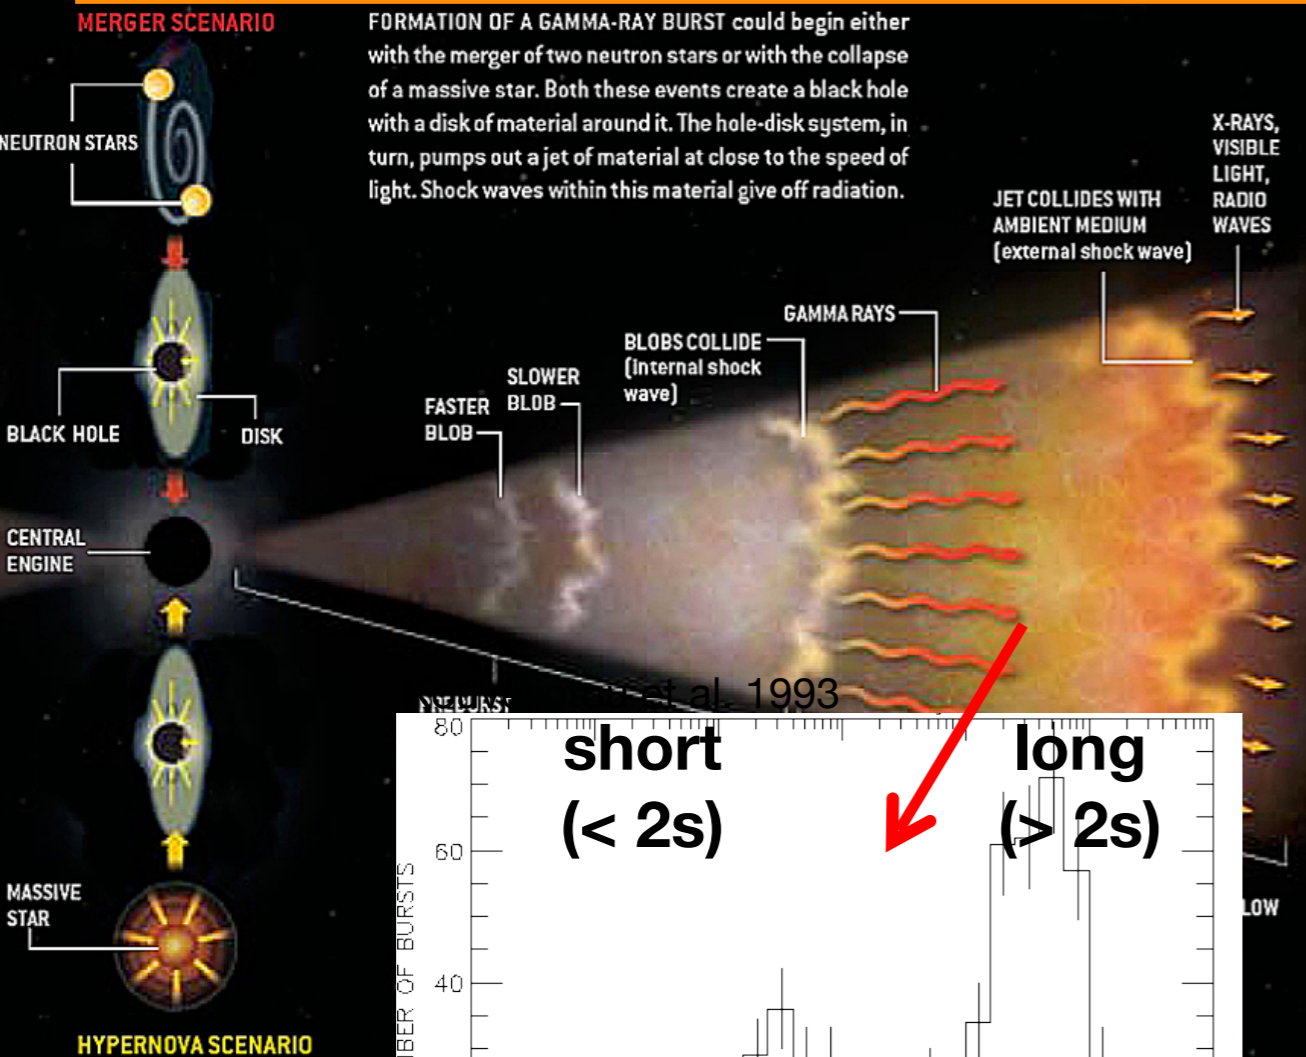 MERGER SCENARIO
FORMATION OF A GAMMA-RAY BURST could begin either
with the merger of two neutron stars or with the collapse
of a massive star. Both these events create a black hole
with a disk of material around it. The hole-disk system, in
turn, pumps out a jet of material at close to the speed of
light. Shock waves within this material give off radiation.
NEUTRON STARS
X-RAYS,
VISIBLE
LIGHT,
RADIO
WAVES
JET COLLIDES WITH
AMBIENT MEDIUM
(external shock wave)
GAMMA RAYS
BLOBS COLLIDE
(internal shock
wave)
SLOWER
BLOB
FASTER
BLOB
BLACK HOLE
DISK
CENTRAL
ENGINE
PREBURST
et al. 1993
80
short
(< 2s)
long
(> 2s)
60
40
OF BURSTS
MASSIVE
STAR
HYPERNOVA SCENARIO